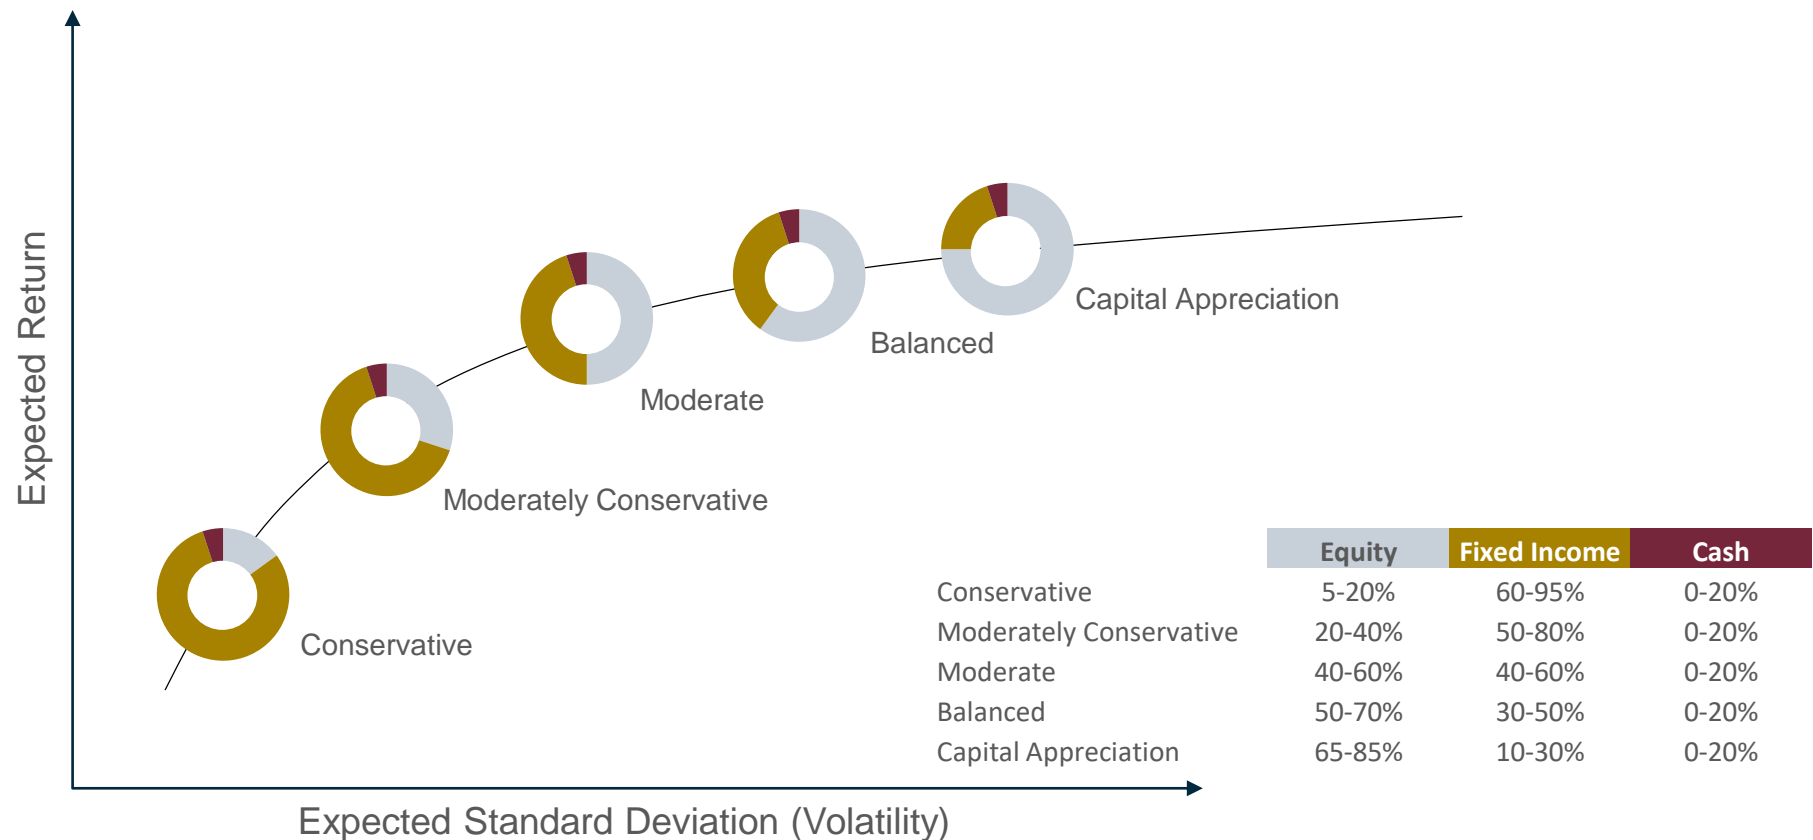 Expected Return
Capital Appreciation
Balanced
Moderate
Moderately Conservative
Conservative
Equity Fixed Income Cash
Conservative 5-20% 60-95% 0-20%
Moderately Conservative 20-40% 50-80% 0-20%
Moderate 40-60% 40-60% 0-20%
Balanced 50-70% 30-50% 0-20%
Capital Appreciation 65-85% 10-30% 0-20%
Expected Standard Deviation (Volatility)